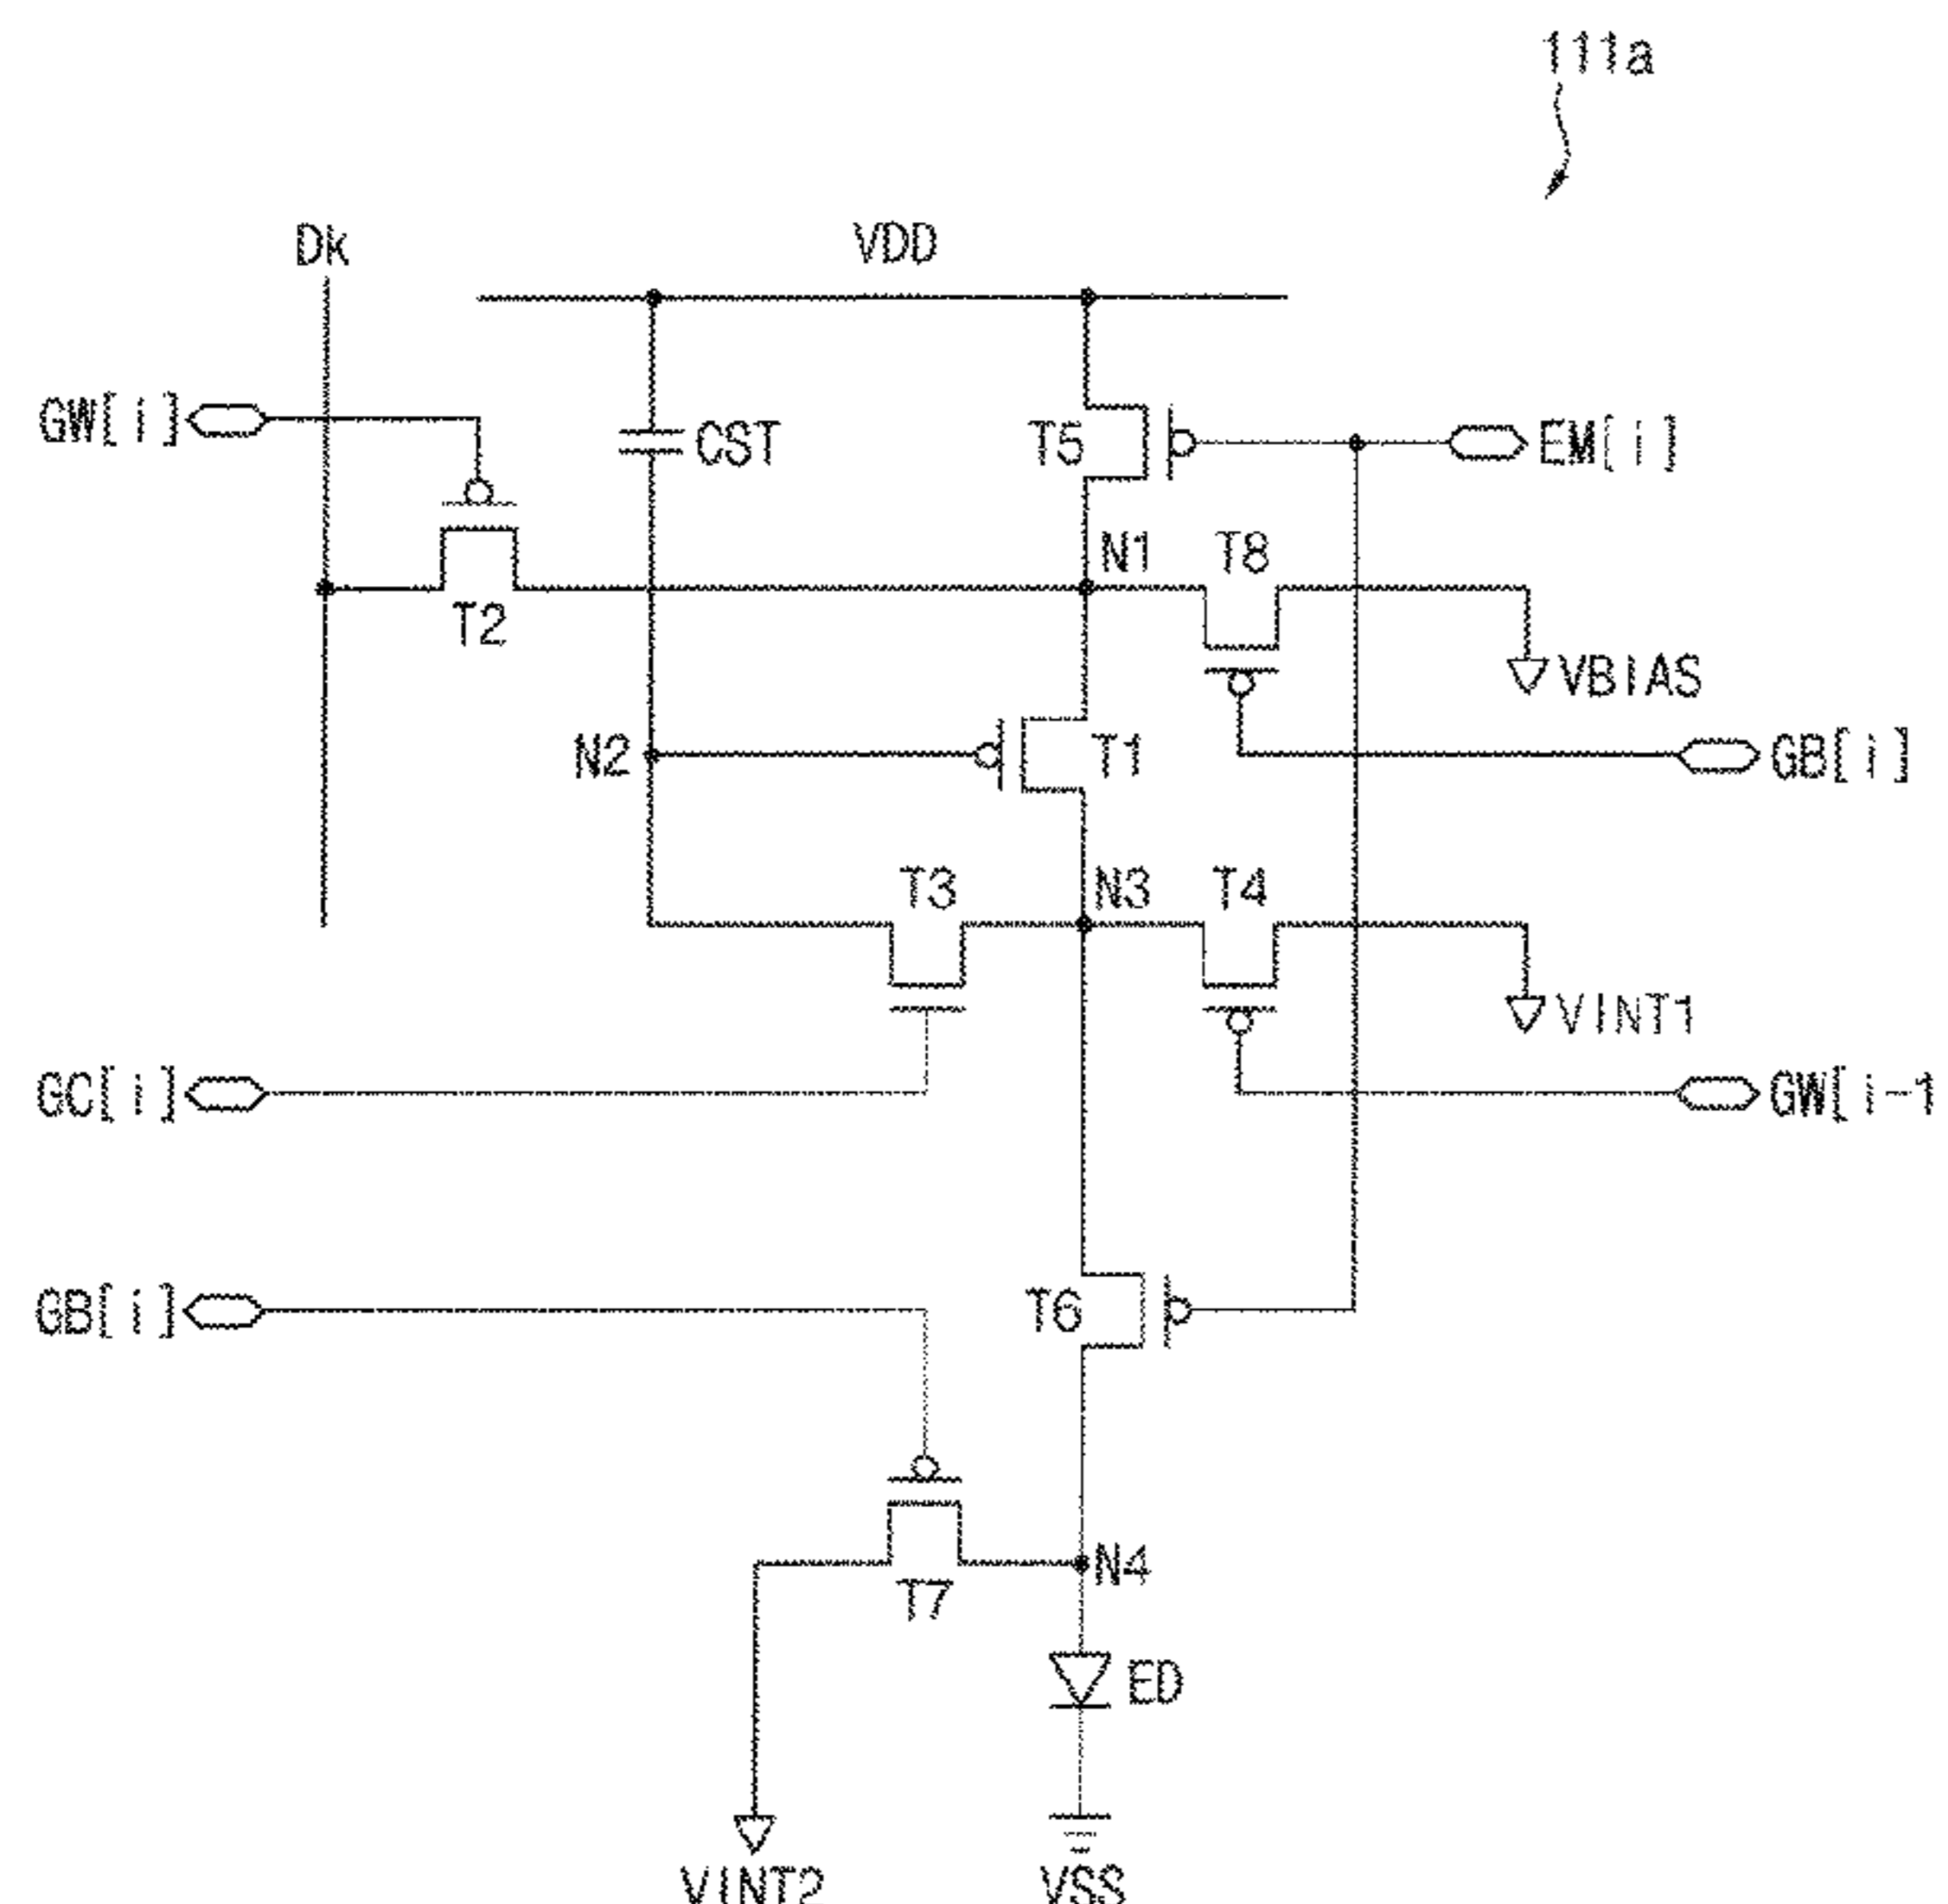 111a
Dk
VDD
GW[i]
CST
T5
EM[i]
N1
T8
T2
VBIAS
N2
T1
GB[i]
T3
N3
T4
VINT1
GC[i]
GW[i-1
GB[i]
T6
N4
T7
ED
VINT2
VSS